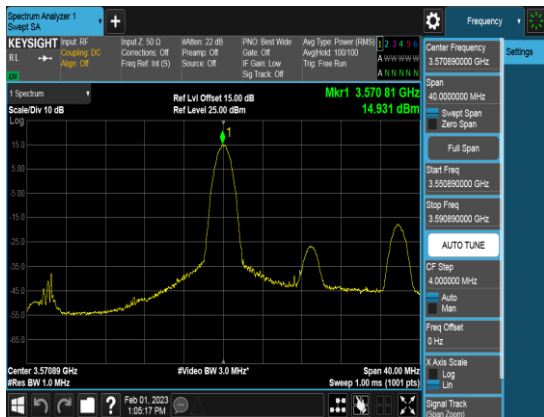 Spectrum Analyzer 1
Swept SA
+
Frequency
KEYSIGHT
RL
Input: RF
Coupling: DC
Align: Off
Input Z: 50 Ω
Corrections: Off
Freq Ref: Int (S)
#Atten: 22 dB
Preamp: Off
Source: Off
PNO: Best Wide
Gate: Off
IF Gain: Low
Sig Track: Off
Avg Type: Power (RMS)
Avg|Hold: 100/100
Trig: Free Run
1 2 3 4 5 6
A W W W W W
A N N N N N
1 Spectrum
Scale/Div 10 dB
Ref Lvl Offset 15.00 dB
Ref Level 25.00 dBm
Mkr1 3.570 81 GHz
14.931 dBm
Log
1
15.0
5.00
-5.00
-15.0
-25.0
-35.0
-45.0
-55.0
-65.0
Center 3.57089 GHz
#Res BW 1.0 MHz
#Video BW 3.0 MHz*
Span 40.00 MHz
Sweep 1.00 ms (1001 pts)
Feb 01, 2023
1:05:17 PM
?
Center Frequency
3.570890000 GHz
Span
40.0000000 MHz
Swept Span
Zero Span
Full Span
Start Freq
3.550890000 GHz
Stop Freq
3.590890000 GHz
AUTO TUNE
CF Step
4.000000 MHz
Auto
Man
Freq Offset
0 Hz
X Axis Scale
Log
Lin
Signal Track
(Span Zoom)
Settings